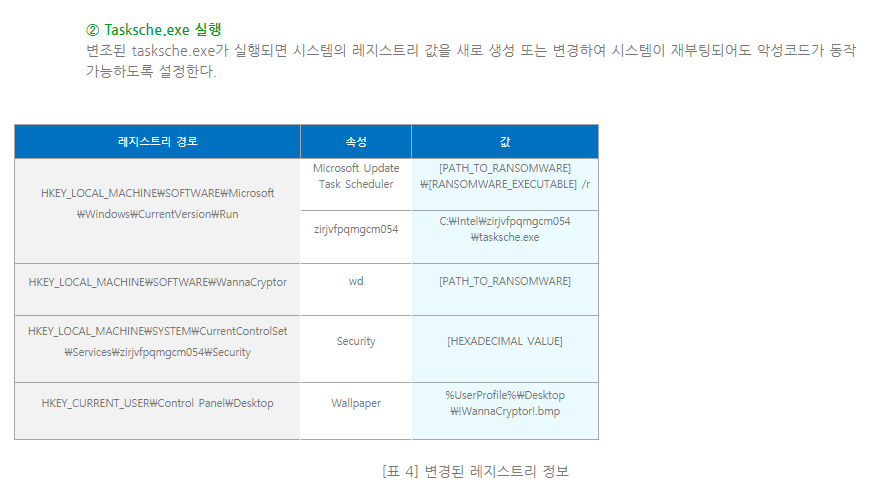 ② Tasksche.exe 실행
변조된 tasksche.exe가 실행되면 시스템의 레지스트리 값을 새로 생성 또는 변경하여 시스템이 재부팅되어도 악성코드가 동작
가능하도록 설정한다.
레지스트리 경로 속성 값
HKEY_LOCAL_MACHINE\SOFTWARE\Microsoft
\Windows\CurrentVersion\Run
Microsoft Update
Task Scheduler
[PATH_TO_RANSOMWARE]
\[RANSOMWARE_EXECUTABLE] /r
zirjvfpqmgcm054
C:\Intel\zirjvfpqmgcm054
\tasksche.exe
HKEY_LOCAL_MACHINE\SOFTWARE\WannaCryptor wd [PATH_TO_RANSOMWARE]
HKEY_LOCAL_MACHINE\SYSTEM\CurrentControlSet
\Services\zirjvfpqmgcm054\Security
Security
[HEXADECIMAL VALUE]
HKEY_CURRENT_USER\Control Panel\Desktop
Wallpaper
%UserProfile%\Desktop
\!WannaCryptor!.bmp
[표 4] 변경된 레지스트리 정보